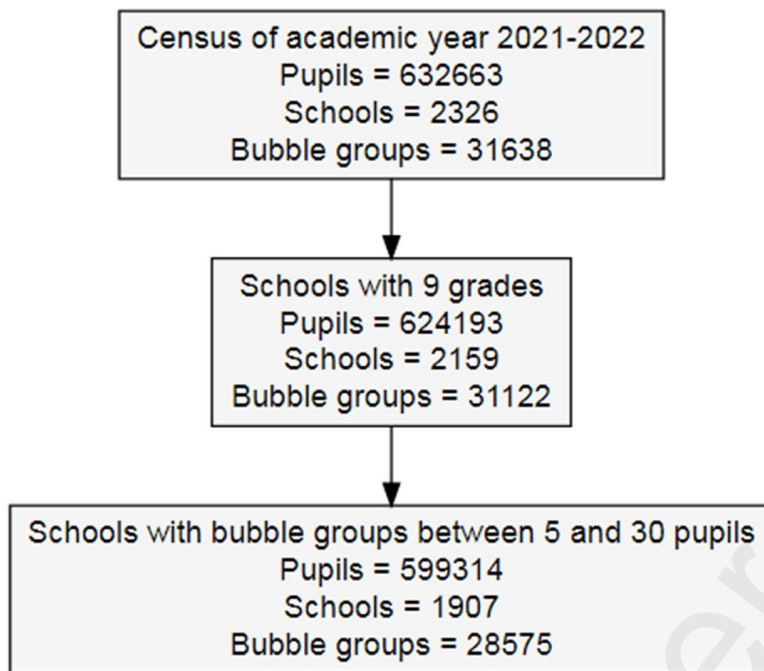 Census of academic year 2021-2022
Pupils = 632663
Schools = 2326
Bubble groups = 31638
Schools with 9 grades
Pupils = 624193
Schools = 2159
Bubble groups = 31122
Schools with bubble groups between 5 and 30 pupils
Pupils = 599314
Schools = 1907
Bubble groups = 28575